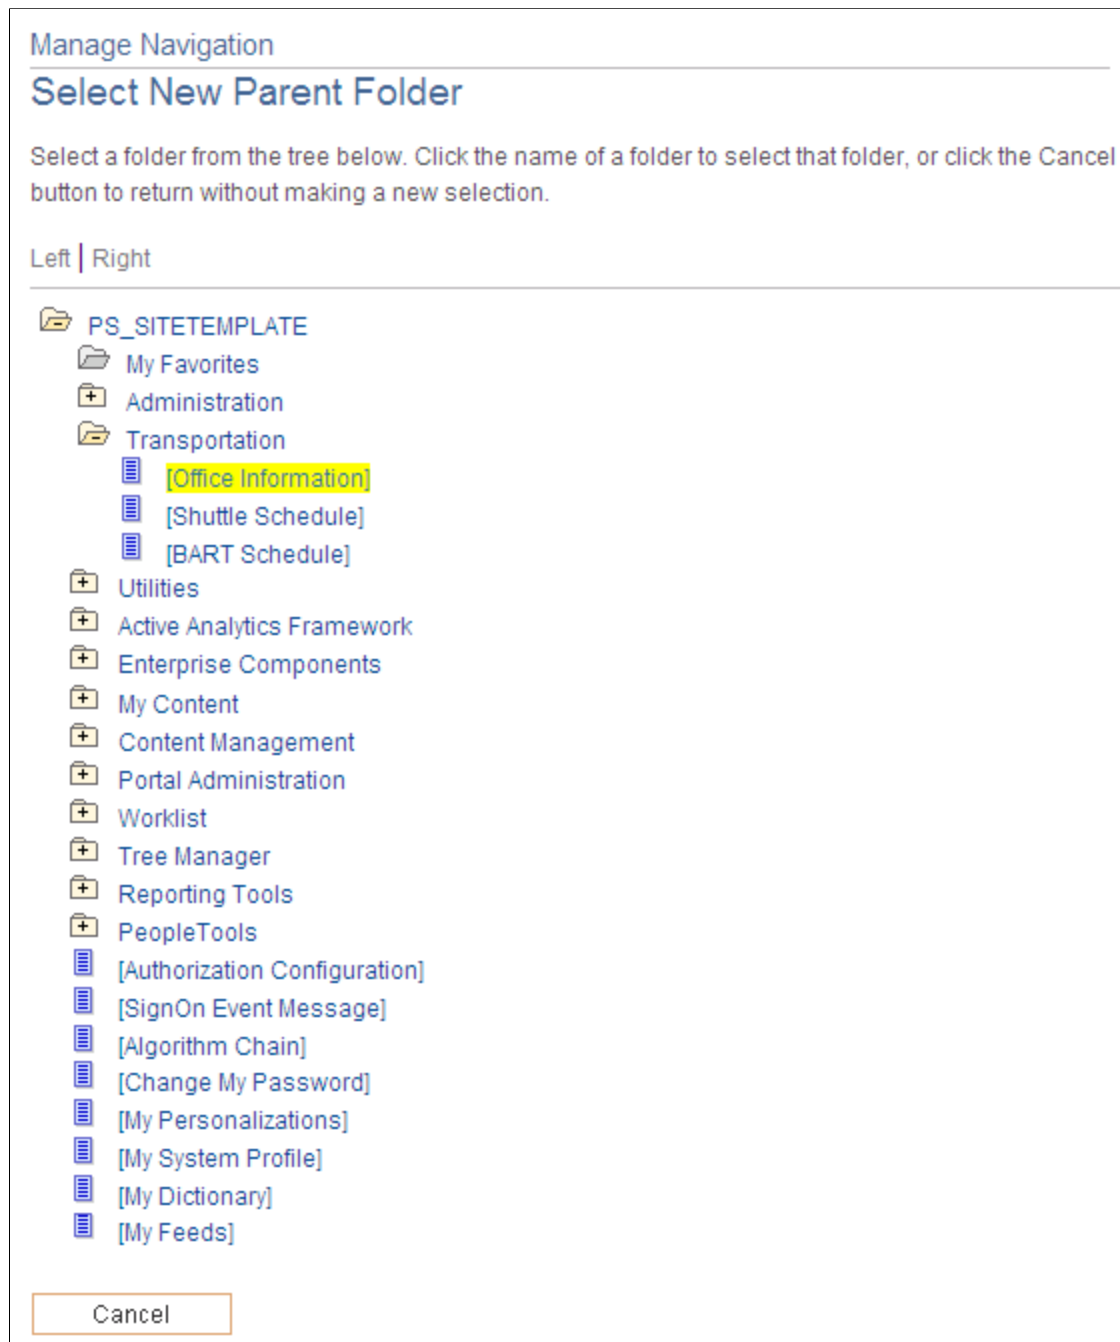 Manage Navigation
Select New Parent Folder
Select a folder from the tree below. Click the name of a folder to select that folder, or click the Cancel
button to return without making a new selection.
Left | Right
PS_SITETEMPLATE
My Favorites
Administration
Transportation
[Office Information]
[Shuttle Schedule]
[BART Schedule]
Utilities
Active Analytics Framework
Enterprise Components
My Content
Content Management
Portal Administration
Worklist
Tree Manager
Reporting Tools
PeopleTools
[Authorization Configuration]
[SignOn Event Message]
[Algorithm Chain]
[Change My Password]
[My Personalizations]
[My System Profile]
[My Dictionary]
[My Feeds]
Cancel